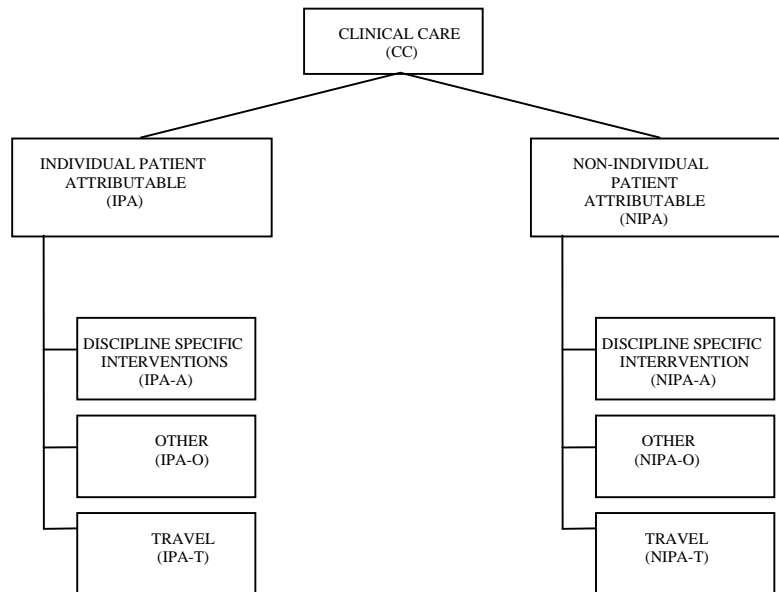 CLINICAL CARE
(CC)
INDIVIDUAL PATIENT
ATTRIBUTABLE
(IPA)
NON-INDIVIDUAL
PATIENT
ATTRIBUTABLE
(NIPA)
DISCIPLINE SPECIFIC
INTERVENTIONS
(IPA-A)
DISCIPLINE SPECIFIC
INTERRVENTION
(NIPA-A)
OTHER
(IPA-O)
OTHER
(NIPA-O)
TRAVEL
(IPA-T)
TRAVEL
(NIPA-T)